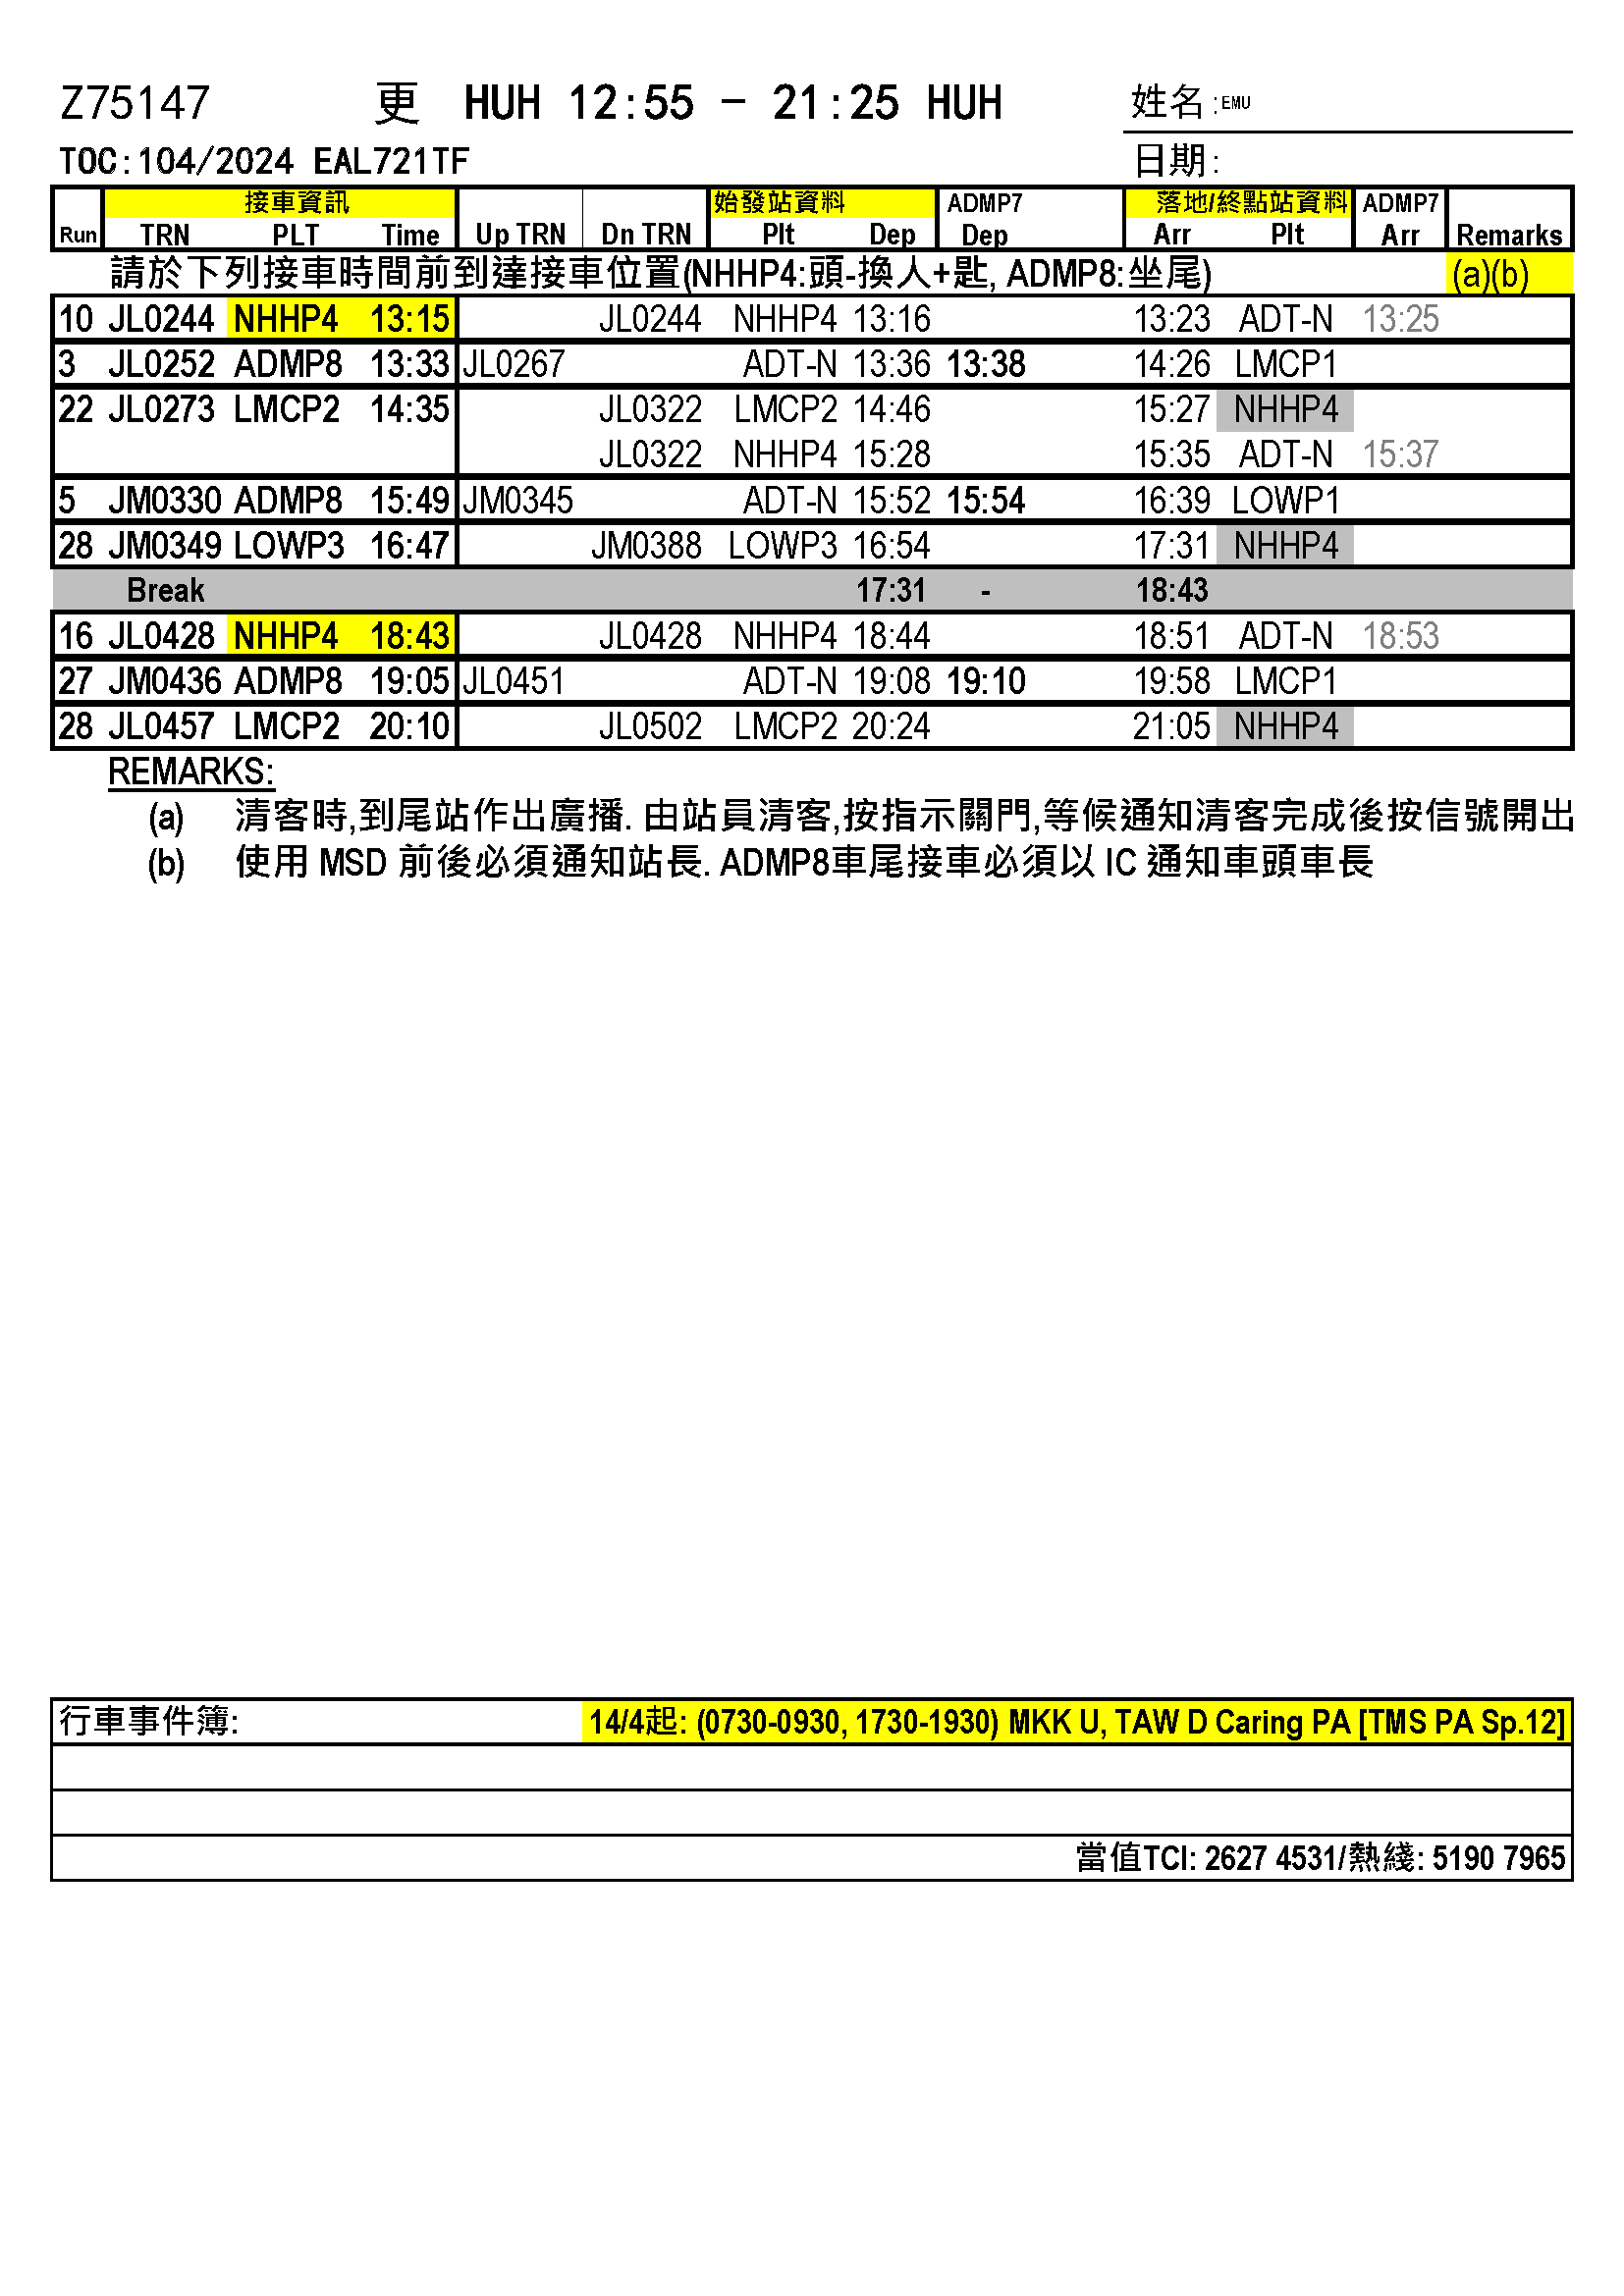 Z75147 更 HUH 12:55 - 21:25 HUH 姓名:EMU
TOC:104/2024 EAL721TF 日期:
接車資訊 始發站資料 ADMP7 落地/終點站資料 ADMP7
Run TRN PLT Time Up TRN Dn TRN Plt Dep Dep Arr Plt Arr Remarks
請於下列接車時間前到達接車位置(NHHP4:頭-換人+匙, ADMP8:坐尾) (a)(b)
10 JL0244 NHHP4 13:15 JL0244 NHHP4 13:16 13:23 ADT-N 13:25
3 JL0252 ADMP8 13:33 JL0267 ADT-N 13:36 13:38 14:26 LMCP1
22 JL0273 LMCP2 14:35 JL0322 LMCP2 14:46 15:27 NHHP4
JL0322 NHHP4 15:28 15:35 ADT-N 15:37
5 JM0330 ADMP8 15:49 JM0345 ADT-N 15:52 15:54 16:39 LOWP1
28 JM0349 LOWP3 16:47 JM0388 LOWP3 16:54 17:31 NHHP4
Break 17:31 - 18:43
16 JL0428 NHHP4 18:43 JL0428 NHHP4 18:44 18:51 ADT-N 18:53
27 JM0436 ADMP8 19:05 JL0451 ADT-N 19:08 19:10 19:58 LMCP1
28 JL0457 LMCP2 20:10 JL0502 LMCP2 20:24 21:05 NHHP4
REMARKS:
(a) 清客時,到尾站作出廣播. 由站員清客,按指示關門,等候通知清客完成後按信號開出
(b) 使用 MSD 前後必須通知站長. ADMP8車尾接車必須以 IC 通知車頭車長
行車事件簿: 14/4起: (0730-0930, 1730-1930) MKK U, TAW D Caring PA [TMS PA Sp.12]
當值TCI: 2627 4531/熱綫: 5190 7965